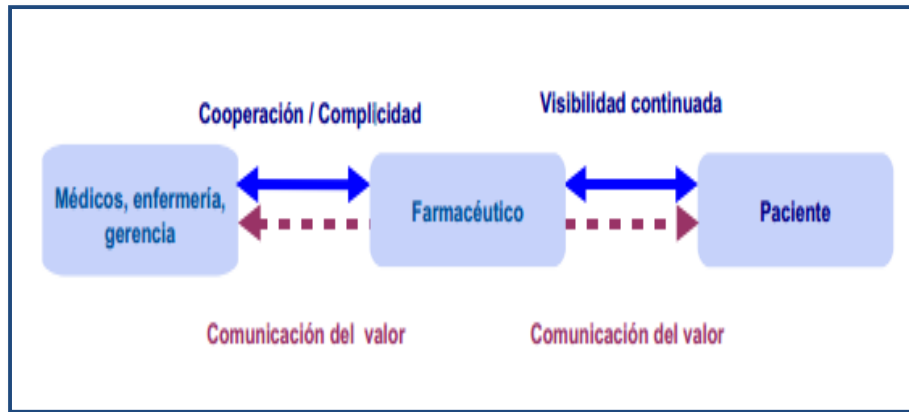 Cooperación / Complicidad
Visibilidad continuada
Médicos, enfermería,
gerencia
Farmacéutico
Paciente
Comunicación del valor
Comunicación del valor